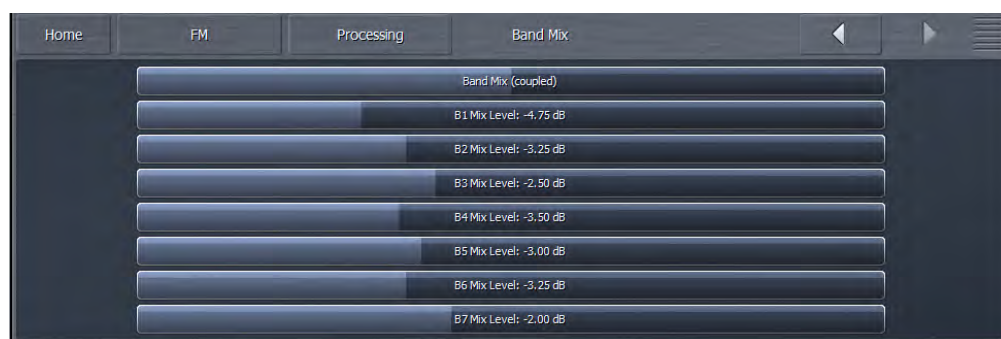 Home FM Processing Band Mix
Band Mix (coupled)
B1 Mix Level: -4.75 dB
B2 Mix Level: -3.25 dB
B3 Mix Level: -2.50 dB
B4 Mix Level: -3.50 dB
B5 Mix Level: -3.00 dB
B6 Mix Level: -3.25 dB
B7 Mix Level: -2.00 dB